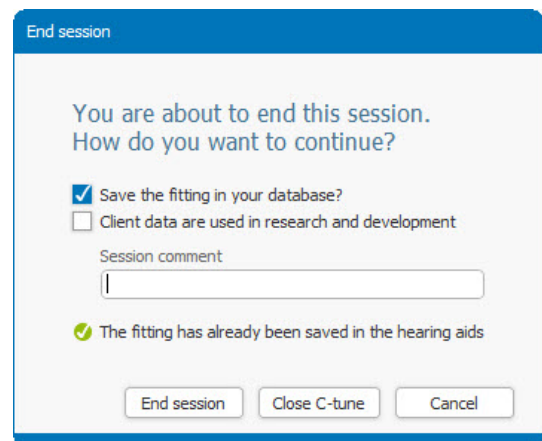 End session
You are about to end this session.
How do you want to continue?
Save the fitting in your database?
Client data are used in research and development
Session comment
The fitting has already been saved in the hearing aids
End session Close C-tune Cancel